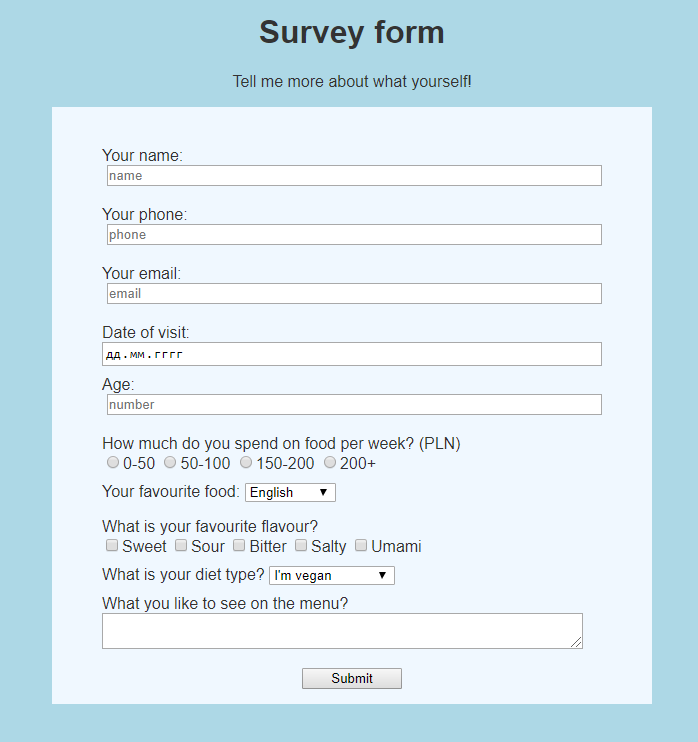 Survey form
Tell me more about what yourself!
Your name:
name
Your phone:
phone
Your email:
email
Date of visit:
дд.мм.гггг
Age:
number
How much do you spend on food per week? (PLN)
0-50 50-100 150-200 200+
Your favourite food: English
What is your favourite flavour?
Sweet Sour Bitter Salty Umami
What is your diet type? I'm vegan
What you like to see on the menu?
Submit